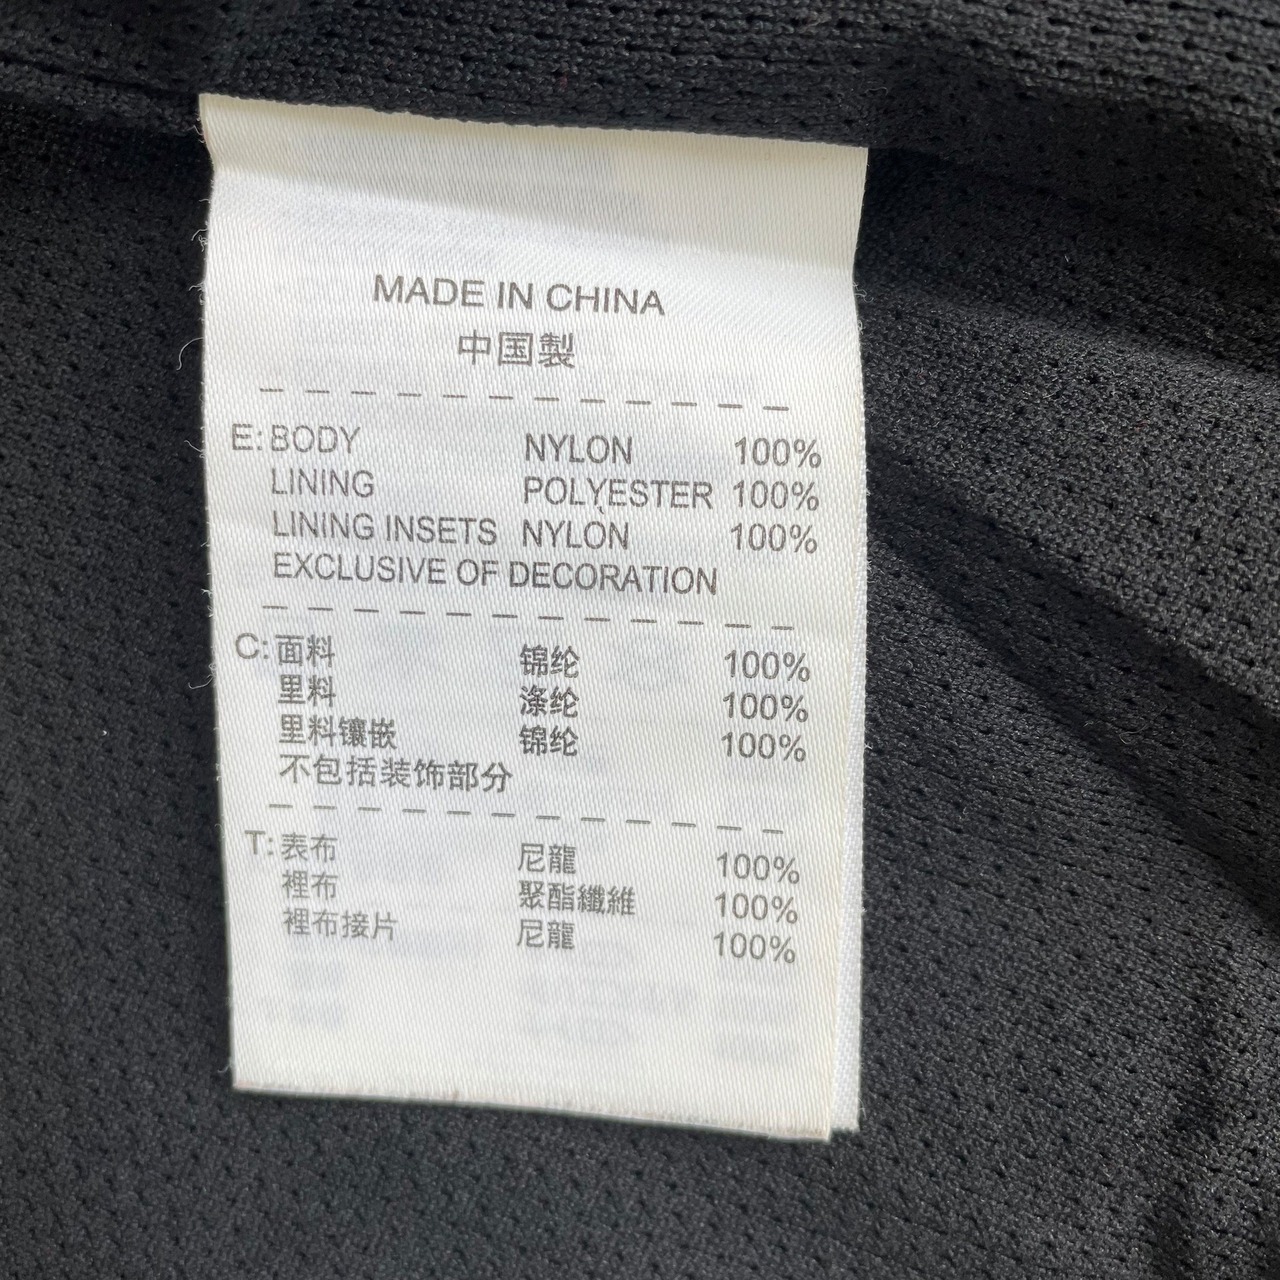 MADE IN CHINA
中国製
E: BODY NYLON 100%
LINING POLYESTER 100%
LINING INSETS NYLON 100%
EXCLUSIVE OF DECORATION
C: 面料 锦纶 100%
里料 涤纶 100%
里料镶嵌 锦纶 100%
不包括装饰部分
T: 表布 尼龍 100%
裡布 聚酯纖維 100%
裡布接片 尼龍 100%